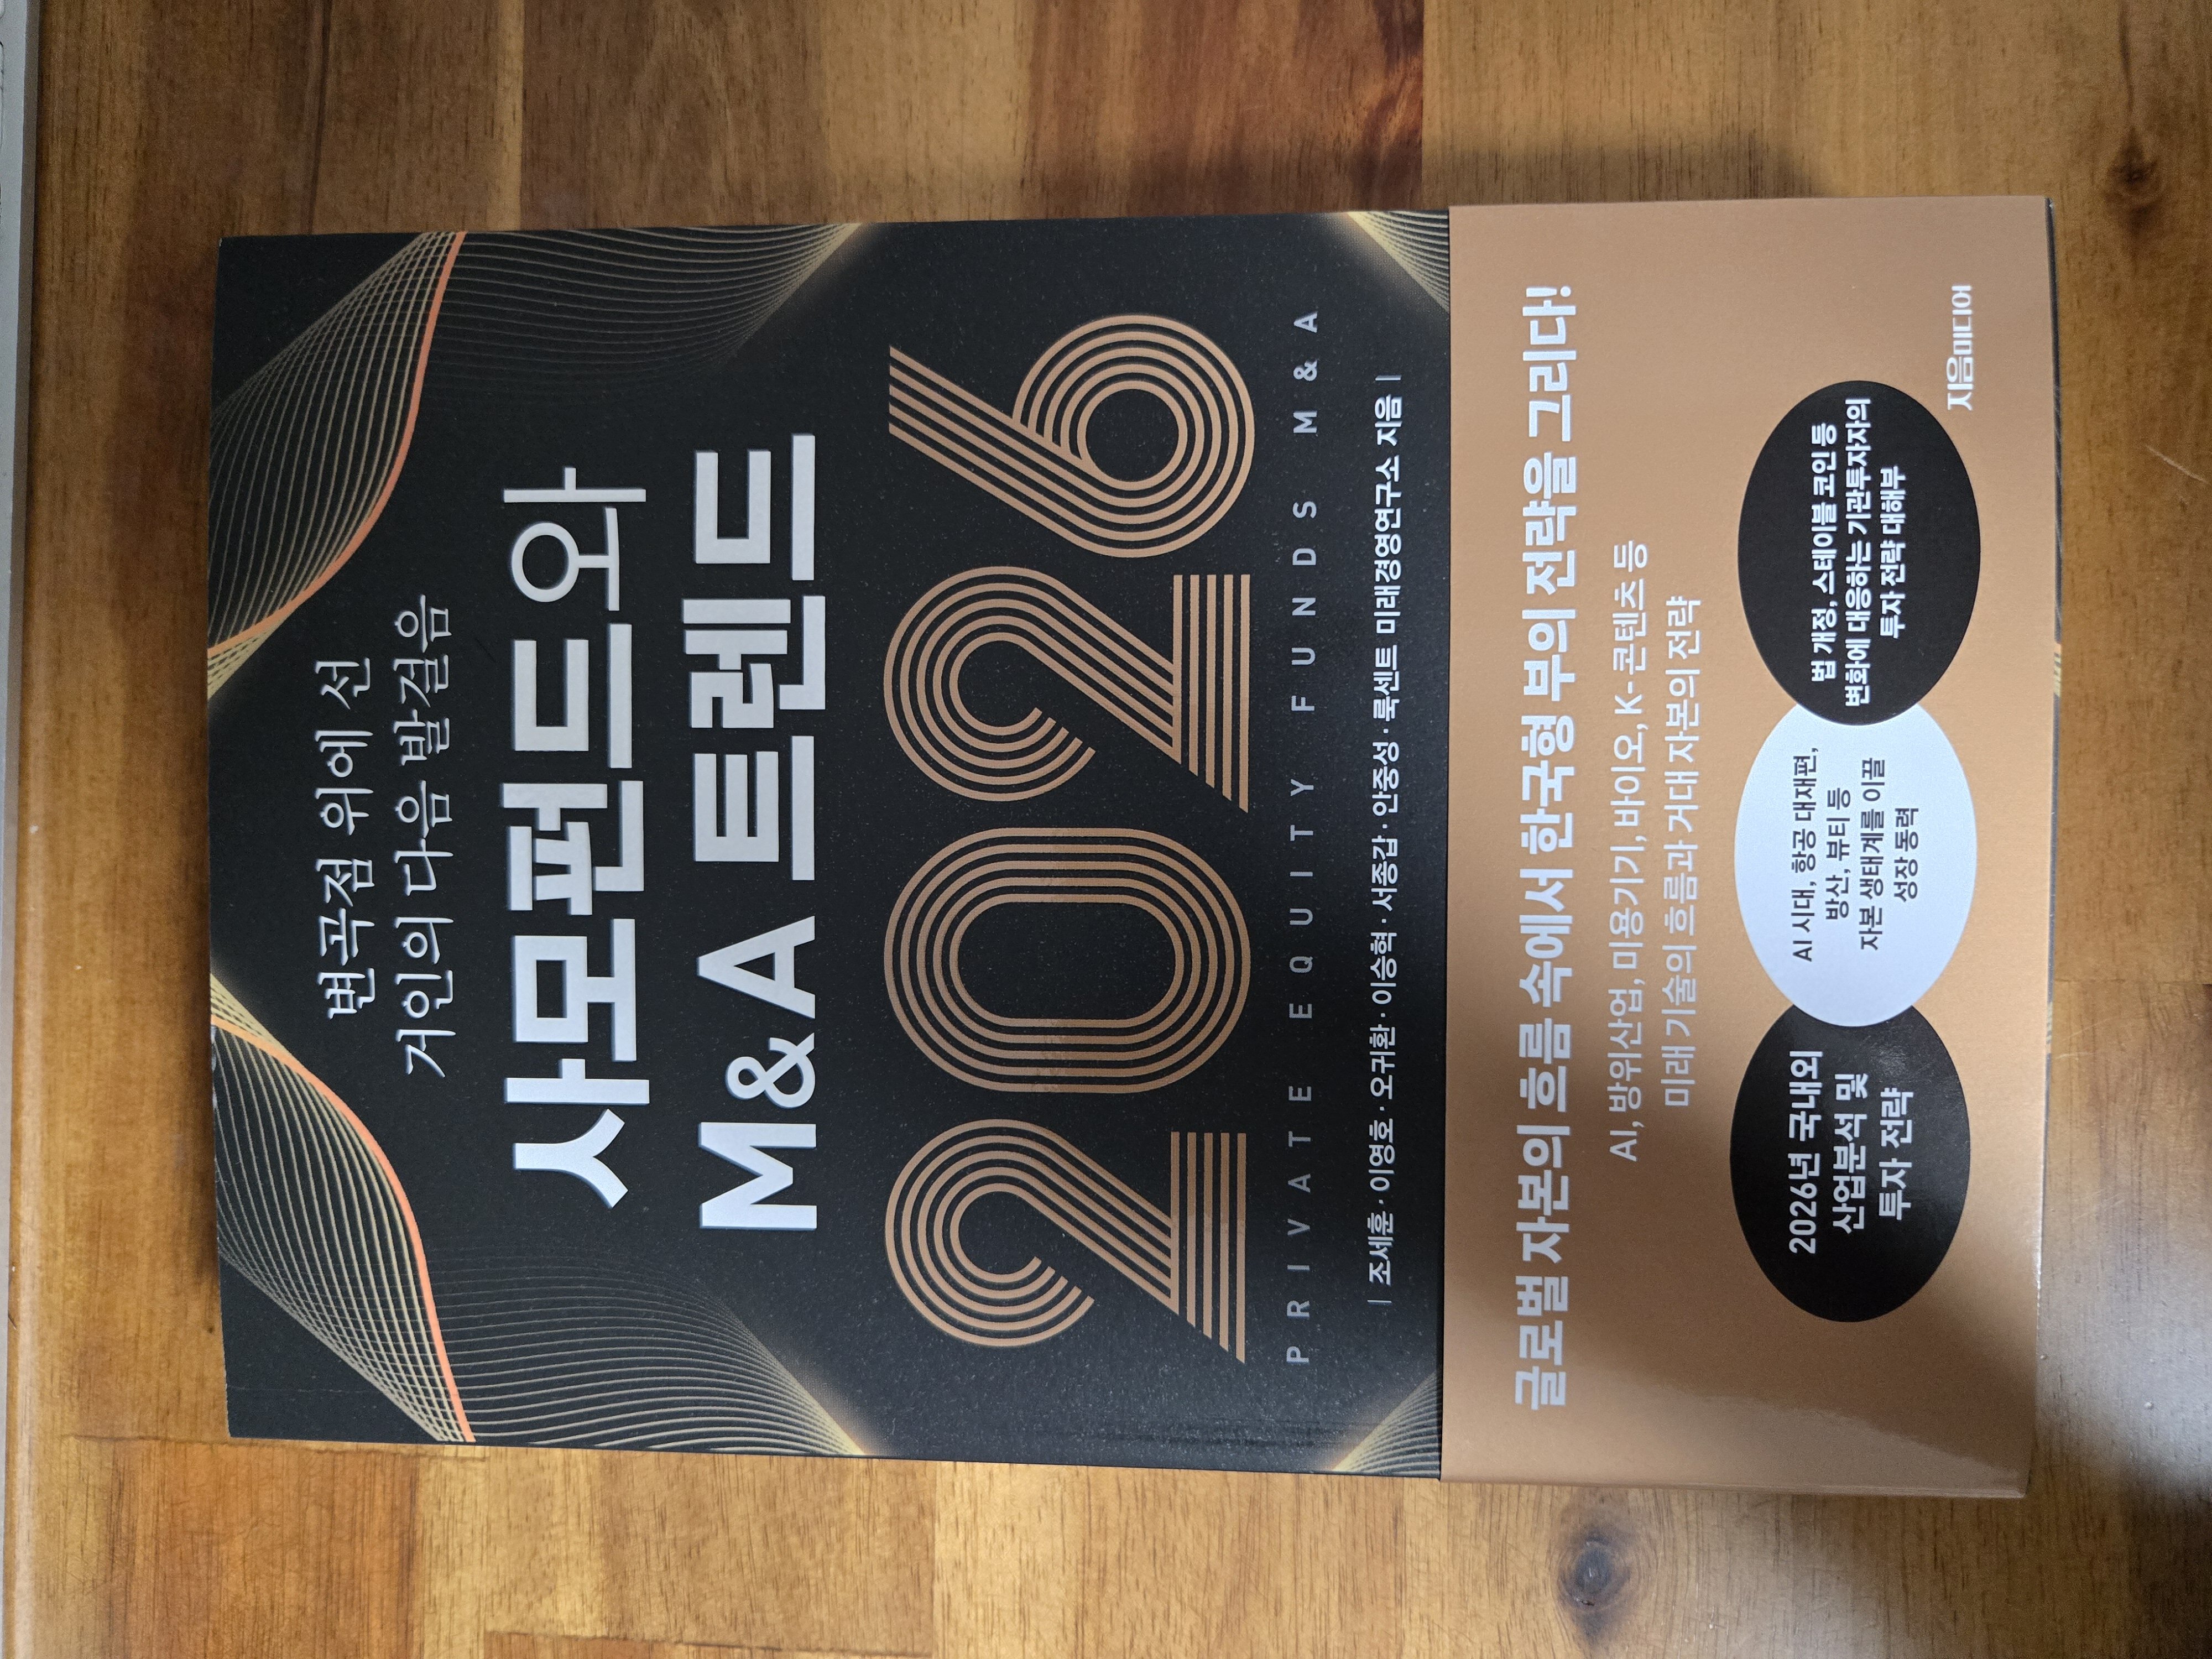 변곡점 위에 선
거인의 다음 발걸음
사모펀드와
M&A 트렌드
2026
PRIVATE EQUITY FUNDS M&A
| 조세훈 · 이영호 · 오귀환 · 이승혁 · 서종갑 · 안중성 · 룩센트 미래경영연구소 지음 |
글로벌 자본의 흐름 속에서 한국형 부의 전략을 그리다!
AI, 방위산업, 미용기기, 바이오, K-콘텐츠 등
미래 기술의 흐름과 거대 자본의 전략
2026년 국내외
산업분석 및
투자 전략
AI 시대, 항공 대재편,
방산, 뷰티 등
자본 생태계를 이끌
성장 동력
법 개정, 스테이블 코인 등
변화에 대응하는 기관투자자의
투자 전략 대해부
지음미디어